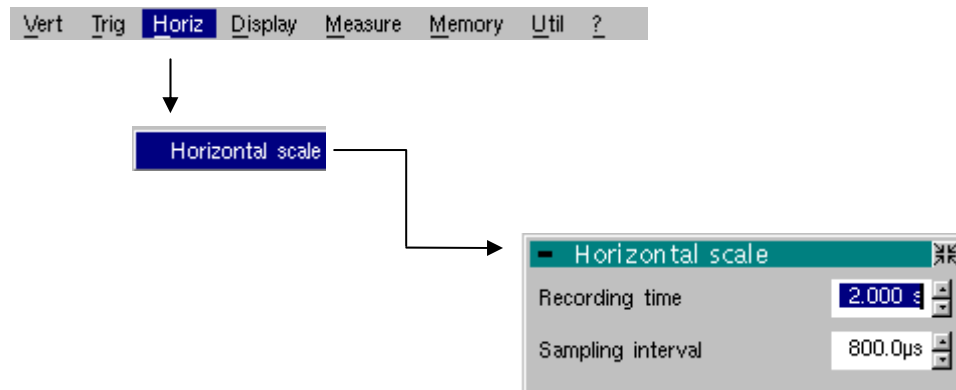 Vert Trig Horiz Display Measure Memory Util ?
Horizontal scale
Horizontal scale
Recording time 2.000 s
Sampling interval 800.0µs